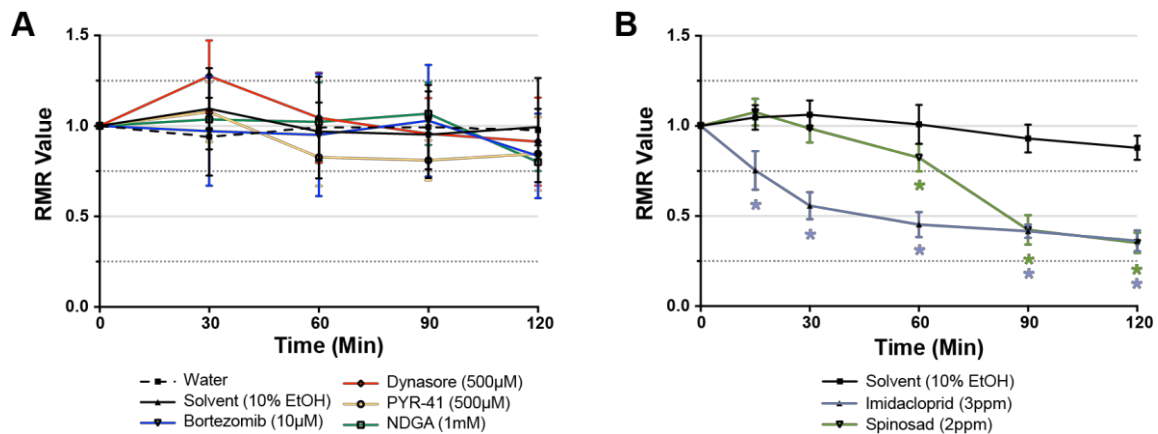 A
B
1.5
1.0
0.5
0.0
RMR Value
0
30
60
90
120
Time (Min)
1.5
1.0
0.5
0.0
RMR Value
*
*
*
*
*
*
*
*
0
30
60
90
120
Time (Min)
Water
Solvent (10% EtOH)
Bortezomib (10µM)
Dynasore (500µM)
PYR-41 (500µM)
NDGA (1mM)
Solvent (10% EtOH)
Imidacloprid (3ppm)
Spinosad (2ppm)